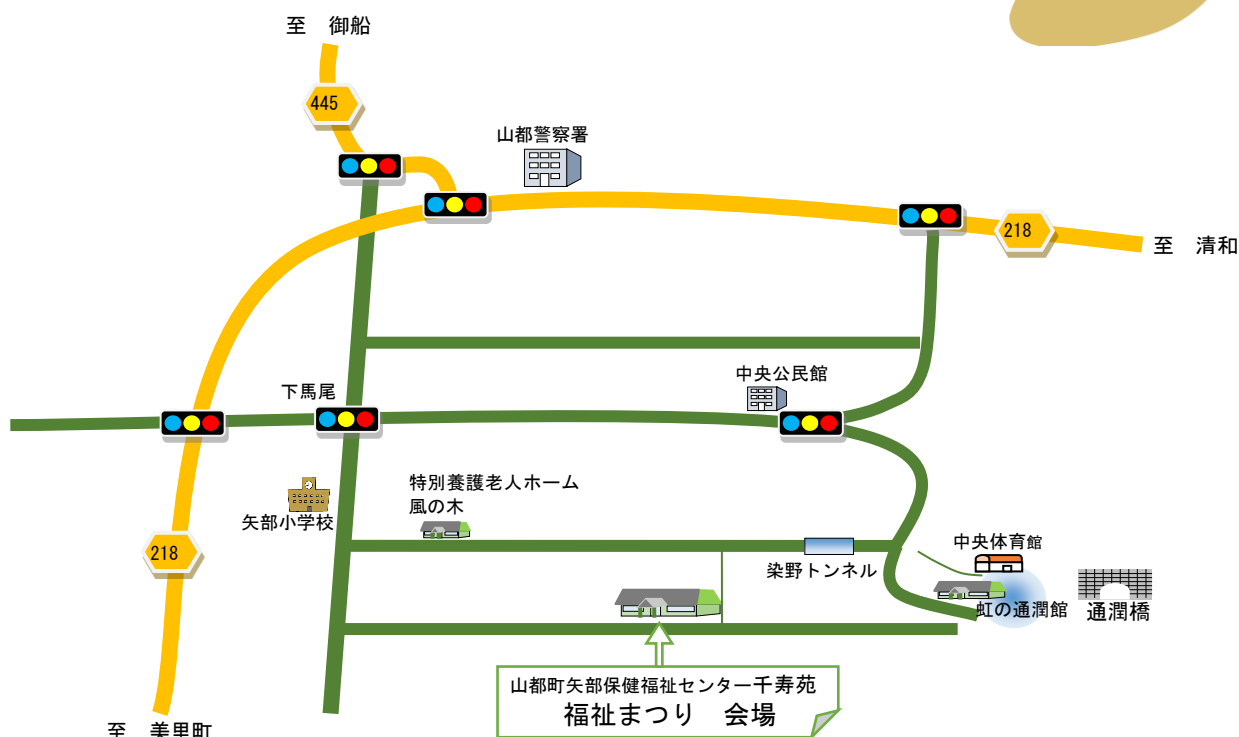 至　御船
445
山都警察署
218
至　清和
中央公民館
下馬尾
特別養護老人ホーム
風の木
矢部小学校
中央体育館
218
染野トンネル
虹の通潤館
通潤橋
山都町矢部保健福祉センター千寿苑
福祉まつり　会場
至　美里町